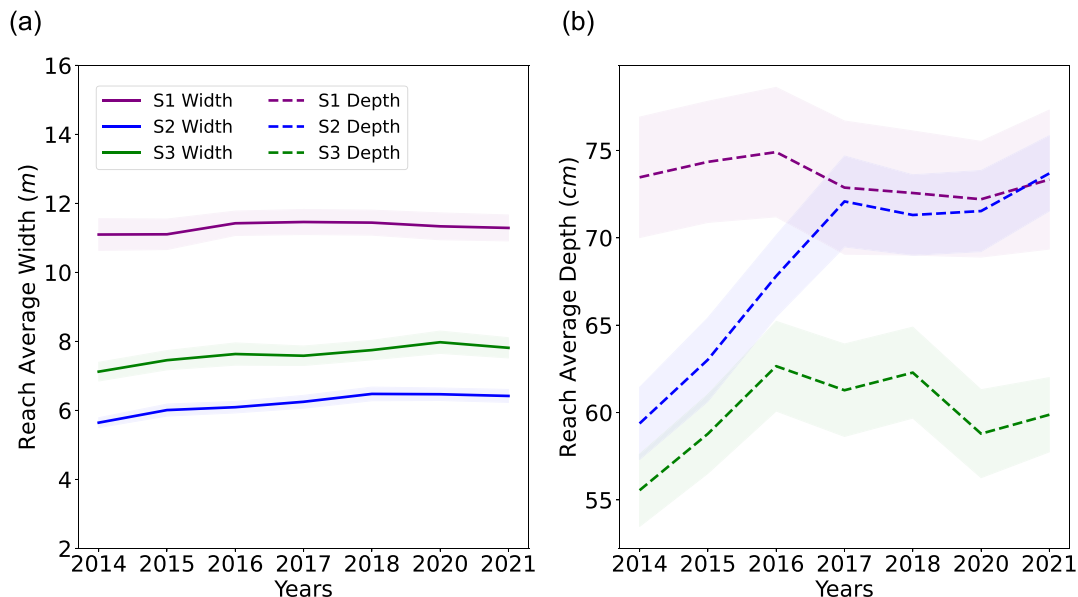 (a)
(b)
16
14
12
10
8
6
4
2
Reach Average Width (m)
S1 Width
S2 Width
S3 Width
S1 Depth
S2 Depth
S3 Depth
2014 2015 2016 2017 2018 2020 2021
Years
75
70
65
60
55
Reach Average Depth (cm)
2014 2015 2016 2017 2018 2020 2021
Years